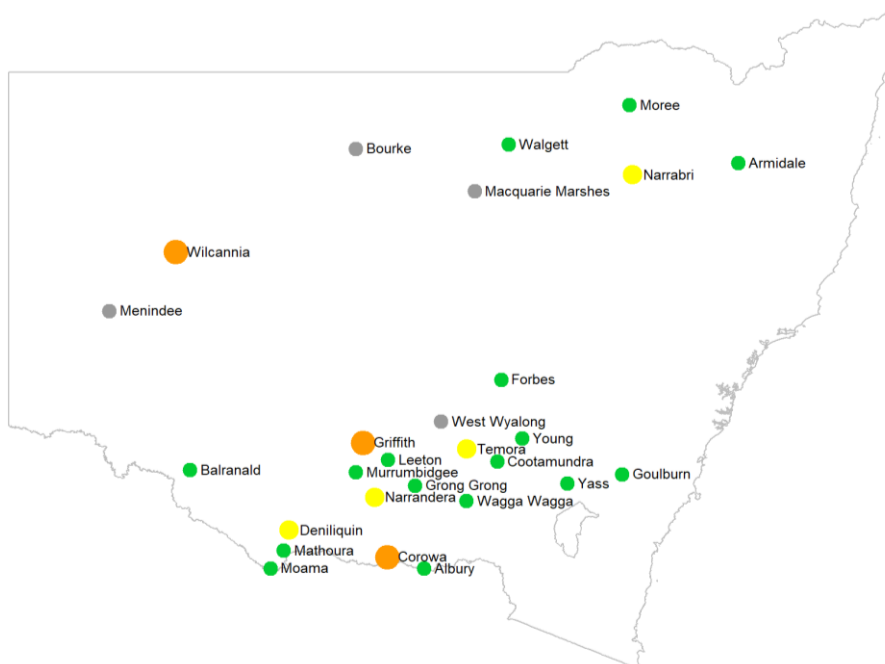 Moree
Walgett
Bourke
Armidale
Narrabri
Macquarie Marshes
Wilcannia
Menindee
Forbes
West Wyalong
Young
Griffith
Temora
Leeton
Cootamundra
Balranald
Murrumbidgee
Goulburn
Yass
Grong Grong
Narrandera
Wagga Wagga
Deniliquin
Mathoura
Corowa
Moama
Albury